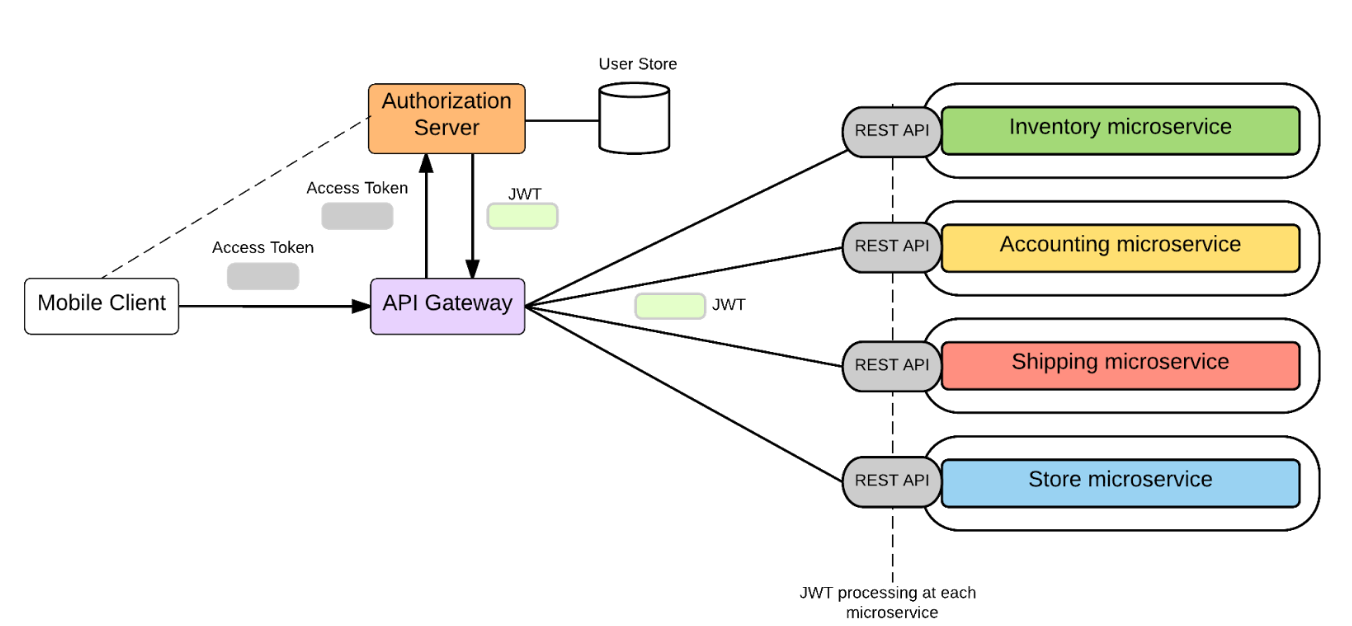 User Store
Authorization
Server
REST API
Inventory microservice
Access Token
JWT
Access Token
REST API
Accounting microservice
Mobile Client
API Gateway
JWT
REST API
Shipping microservice
REST API
Store microservice
JWT processing at each
microservice